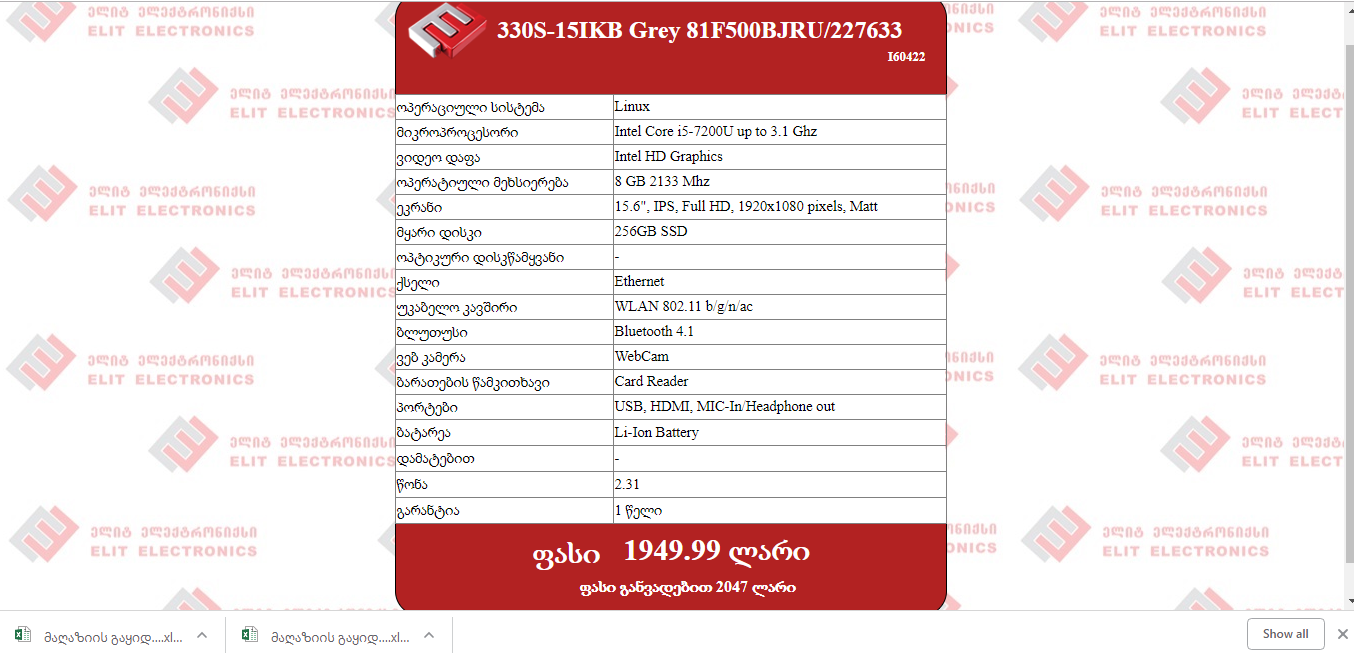 330S-15IKB Grey 81F500BJRU/227633
I60422
ოპერაციული სისტემა Linux
მიკროპროცესორი Intel Core i5-7200U up to 3.1 Ghz
ვიდეო დაფა Intel HD Graphics
ოპერატიული მეხსიერება 8 GB 2133 Mhz
ეკრანი 15.6", IPS, Full HD, 1920x1080 pixels, Matt
მყარი დისკი 256GB SSD
ოპტიკური დისკწამყვანი -
ქსელი Ethernet
უკაბელო კავშირი WLAN 802.11 b/g/n/ac
ბლუთუსი Bluetooth 4.1
ვებ კამერა WebCam
ბარათების წამკითხავი Card Reader
პორტები USB, HDMI, MIC-In/Headphone out
ბატარეა Li-Ion Battery
დამატებით -
წონა 2.31
გარანტია 1 წელი
ფასი 1949.99 ლარი
ფასი განვადებით 2047 ლარი
ელიტ ელექტრონიქსი
ELIT ELECTRONICS
მაღაზიის გაყიდ....xl... მაღაზიის გაყიდ....xl... Show all